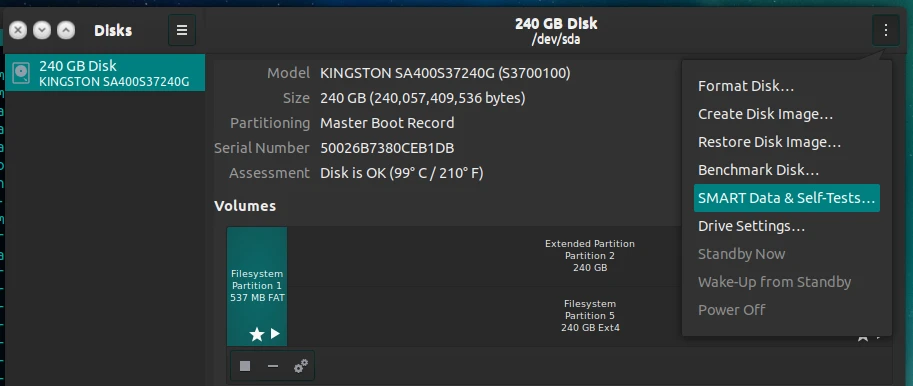 Disks
240 GB Disk
/dev/sda
240 GB Disk
KINGSTON SA400S37240G
Model KINGSTON SA400S37240G (S3700100)
Size 240 GB (240,057,409,536 bytes)
Partitioning Master Boot Record
Serial Number 50026B7380CEB1DB
Assessment Disk is OK (99° C / 210° F)
Volumes
Filesystem
Partition 1
537 MB FAT
Extended Partition
Partition 2
240 GB
Filesystem
Partition 5
240 GB Ext4
Format Disk...
Create Disk Image...
Restore Disk Image...
Benchmark Disk...
SMART Data & Self-Tests...
Drive Settings...
Standby Now
Wake-Up from Standby
Power Off